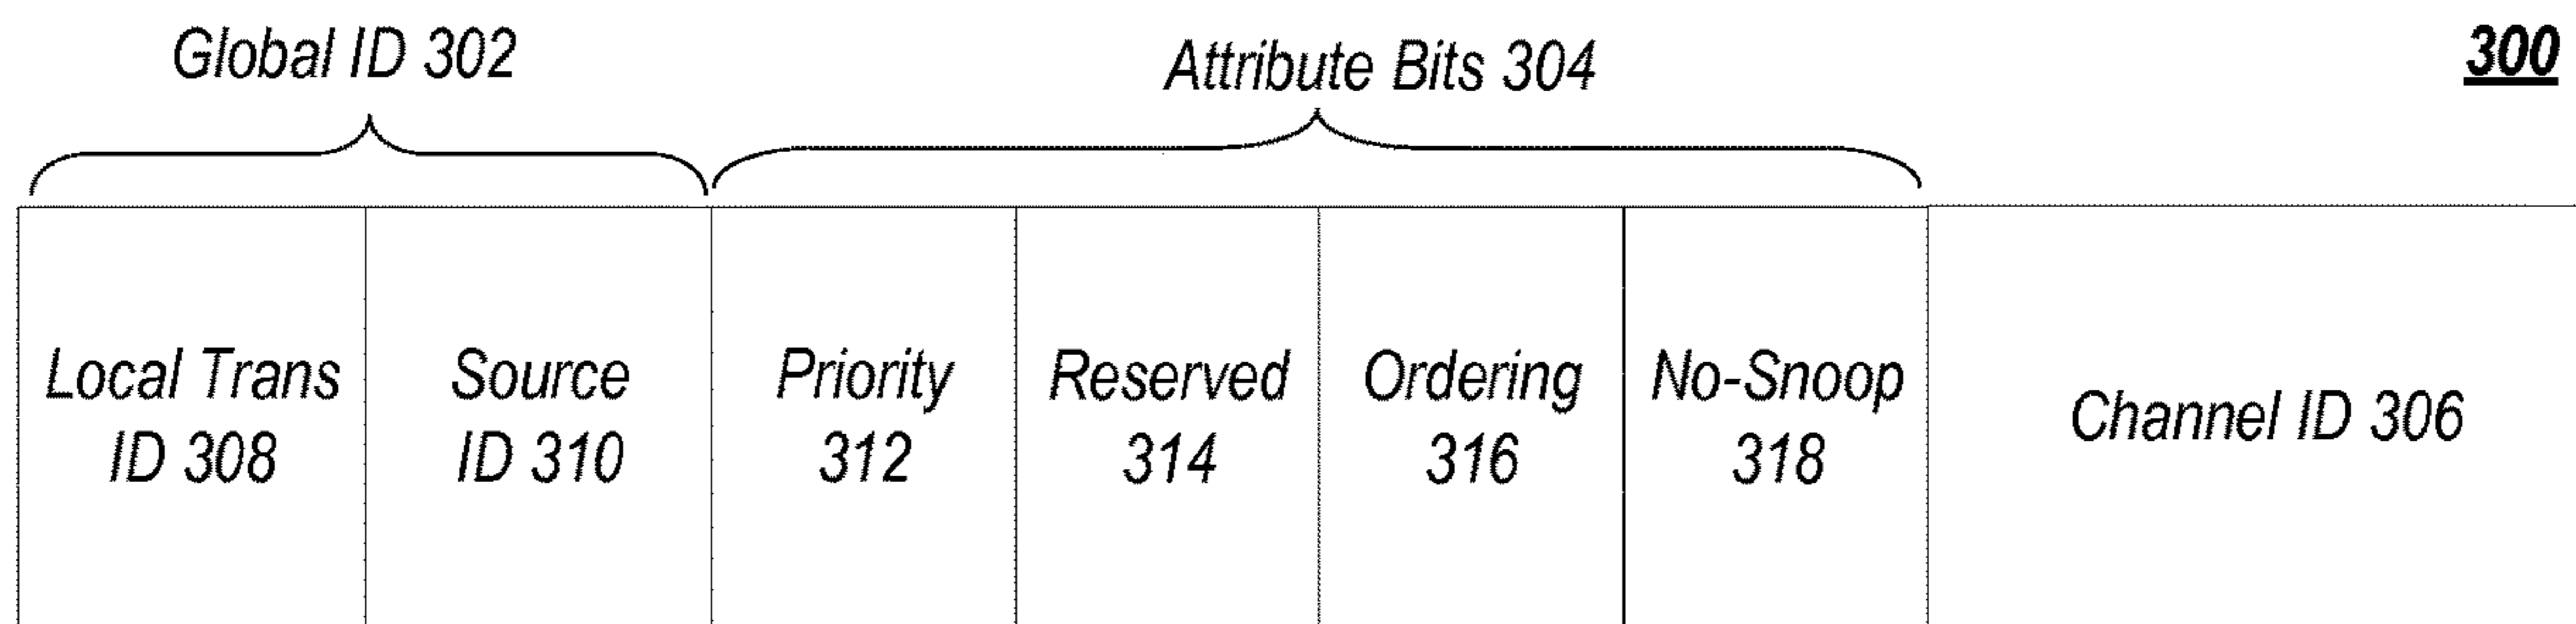 Global ID 302
Attribute Bits 304
300
Local Trans
ID 308
Source
ID 310
Priority
312
Reserved
314
Ordering
316
No-Snoop
318
Channel ID 306